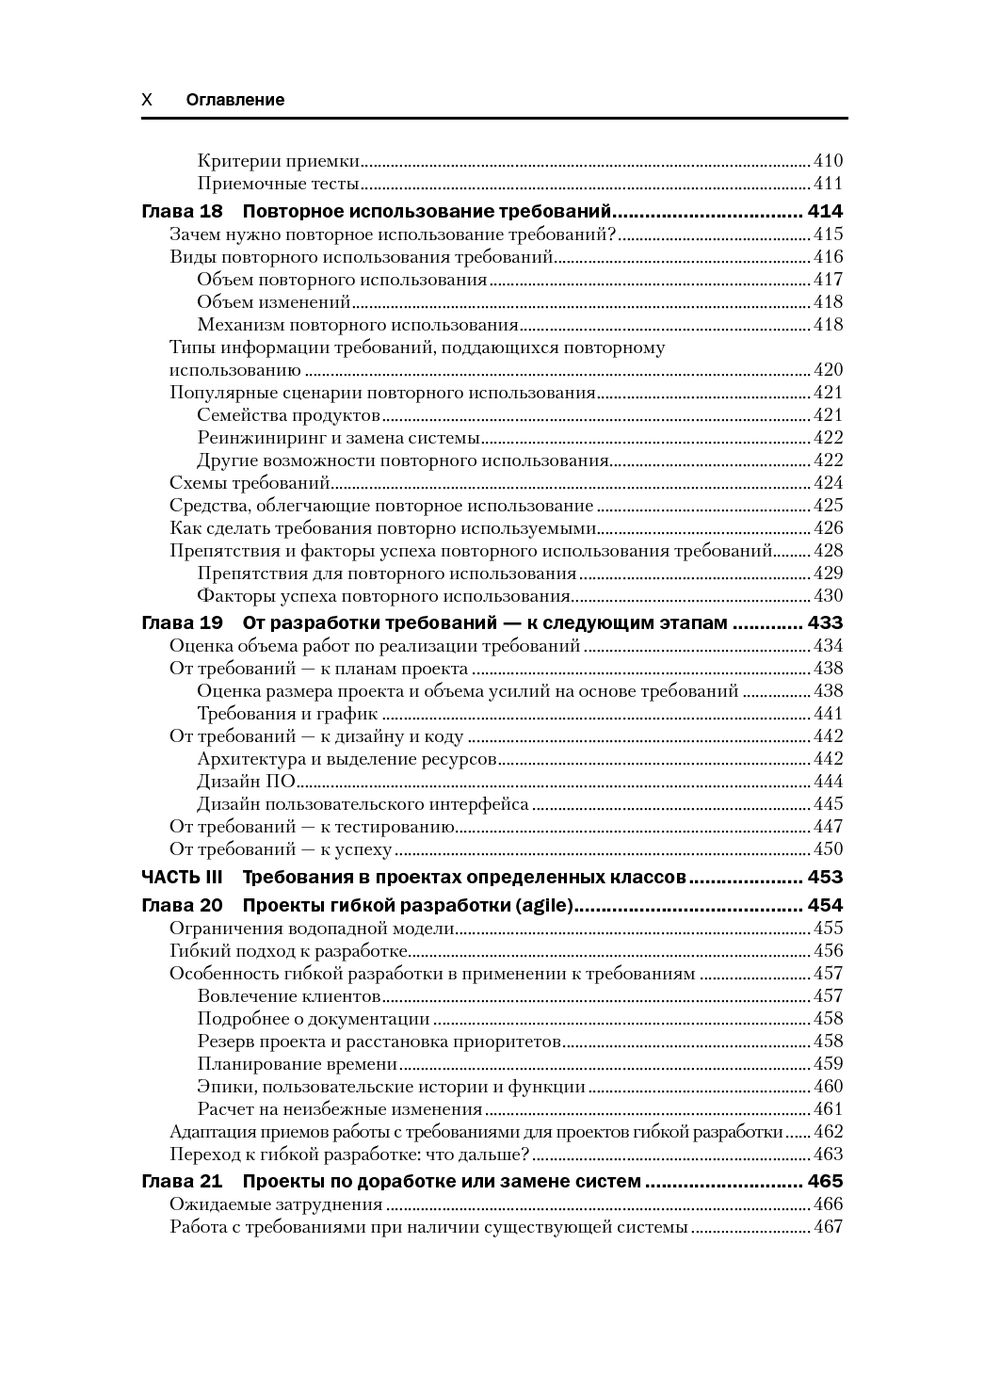 X Оглавление
Критерии приемки 410
Приемочные тесты 411
Глава 18 Повторное использование требований 414
Зачем нужно повторное использование требований? 415
Виды повторного использования требований 416
Объем повторного использования 417
Объем изменений 418
Механизм повторного использования 418
Типы информации требований, поддающихся повторному
использованию 420
Популярные сценарии повторного использования 421
Семейства продуктов 421
Реинжиниринг и замена системы 422
Другие возможности повторного использования 422
Схемы требований 424
Средства, облегчающие повторное использование 425
Как сделать требования повторно используемыми 426
Препятствия и факторы успеха повторного использования требований 428
Препятствия для повторного использования 429
Факторы успеха повторного использования 430
Глава 19 От разработки требований — к следующим этапам 433
Оценка объема работ по реализации требований 434
От требований — к планам проекта 438
Оценка размера проекта и объема усилий на основе требований 438
Требования и график 441
От требований — к дизайну и коду 442
Архитектура и выделение ресурсов 442
Дизайн ПО 444
Дизайн пользовательского интерфейса 445
От требований — к тестированию 447
От требований — к успеху 450
ЧАСТЬ III Требования в проектах определенных классов 453
Глава 20 Проекты гибкой разработки (agile) 454
Ограничения водопадной модели 455
Гибкий подход к разработке 456
Особенность гибкой разработки в применении к требованиям 457
Вовлечение клиентов 457
Подробнее о документации 458
Резерв проекта и расстановка приоритетов 458
Планирование времени 459
Эпики, пользовательские истории и функции 460
Расчет на неизбежные изменения 461
Адаптация приемов работы с требованиями для проектов гибкой разработки 462
Переход к гибкой разработке: что дальше? 463
Глава 21 Проекты по доработке или замене систем 465
Ожидаемые затруднения 466
Работа с требованиями при наличии существующей системы 467